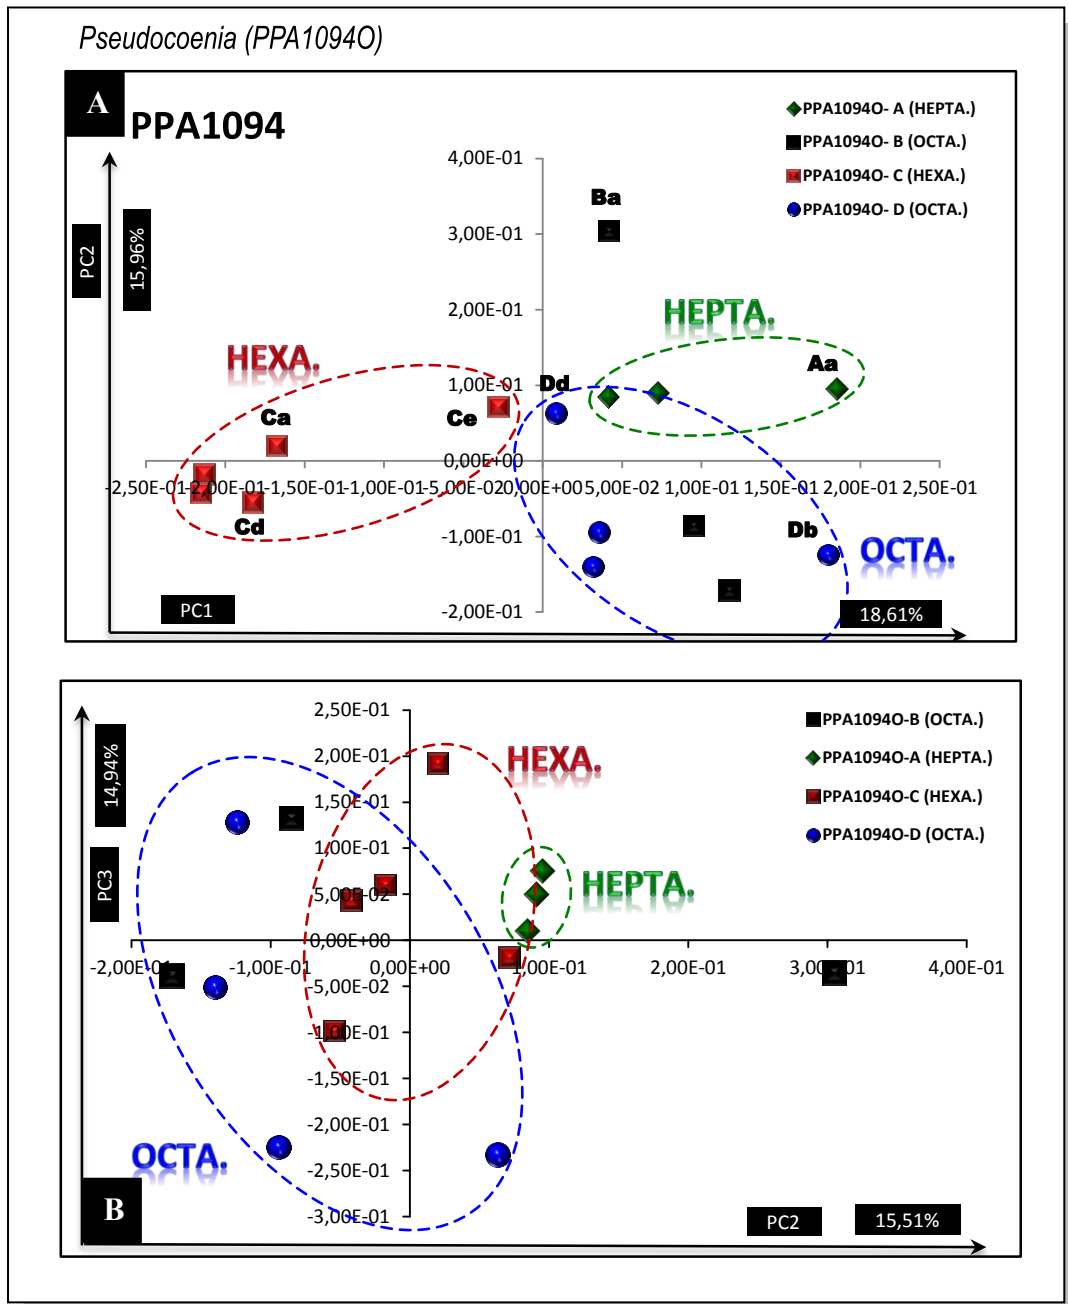 Pseudocoenia (PPA1094O)
A
PPA1094
PPA1094O- A (HEPTA.)
PPA1094O- B (OCTA.)
PPA1094O- C (HEXA.)
PPA1094O- D (OCTA.)
4,00E-01
3,00E-01
2,00E-01
1,00E-01
0,00E+00
-1,00E-01
-2,00E-01
Ba
HEPTA.
HEXA.
Aa
Dd
Ca
Ce
-2,50E-01
-2,00E-01
-1,50E-01
-1,00E-01
-5,00E-02
0,00E+00
5,00E-02
1,00E-01
1,50E-01
2,00E-01
2,50E-01
Cd
Db
OCTA.
PC2
15,96%
PC1
18,61%
2,50E-01
2,00E-01
1,50E-01
1,00E-01
5,00E-02
0,00E+00
-5,00E-02
-1,00E-01
-1,50E-01
-2,00E-01
-2,50E-01
-3,00E-01
PPA1094O-B (OCTA.)
PPA1094O-A (HEPTA.)
PPA1094O-C (HEXA.)
PPA1094O-D (OCTA.)
14,94%
PC3
HEXA.
HEPTA.
-2,00E-01
-1,00E-01
0,00E+00
1,00E-01
2,00E-01
3,00E-01
4,00E-01
OCTA.
B
PC2
15,51%